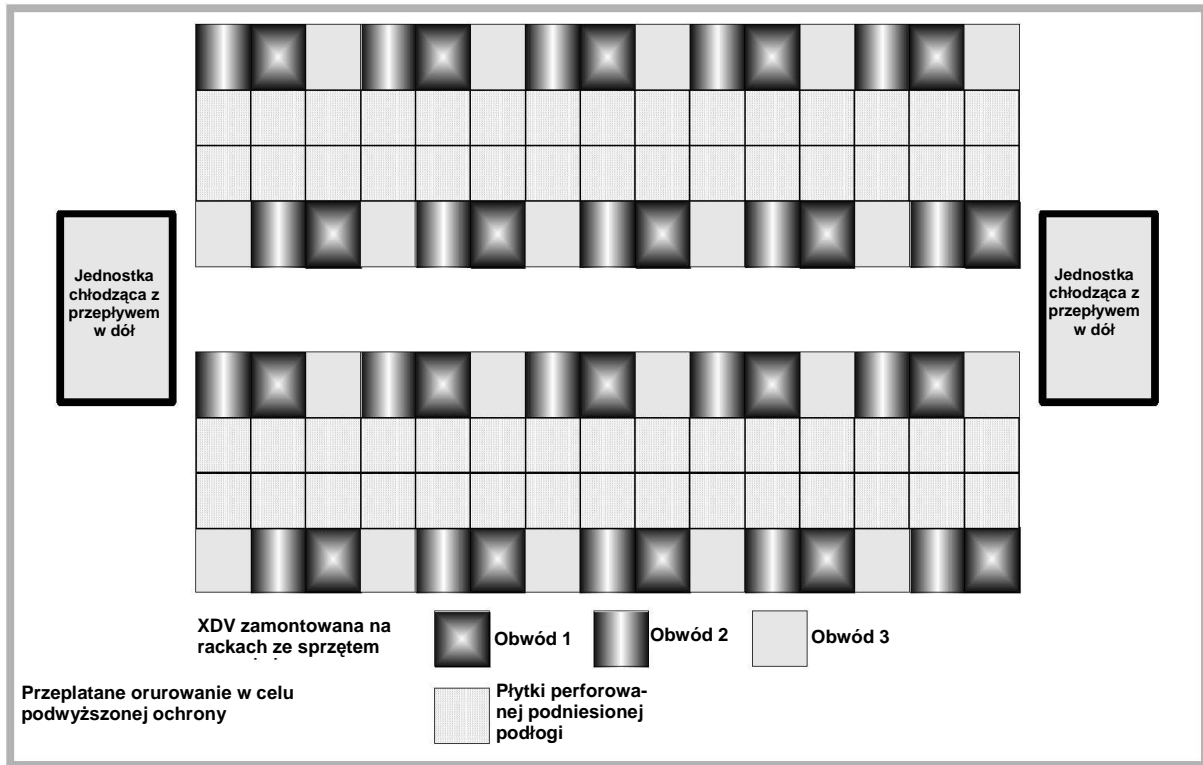 Jednostka
chłodząca z
przepływem
w dół
Jednostka
chłodząca z
przepływem
w dół
XDV zamontowana na
rackach ze sprzętem
Obwód 1
Obwód 2
Obwód 3
Przeplatane orurowanie w celu
podwyższonej ochrony
Płytki perforowa-
nej podniesionej
podłogi